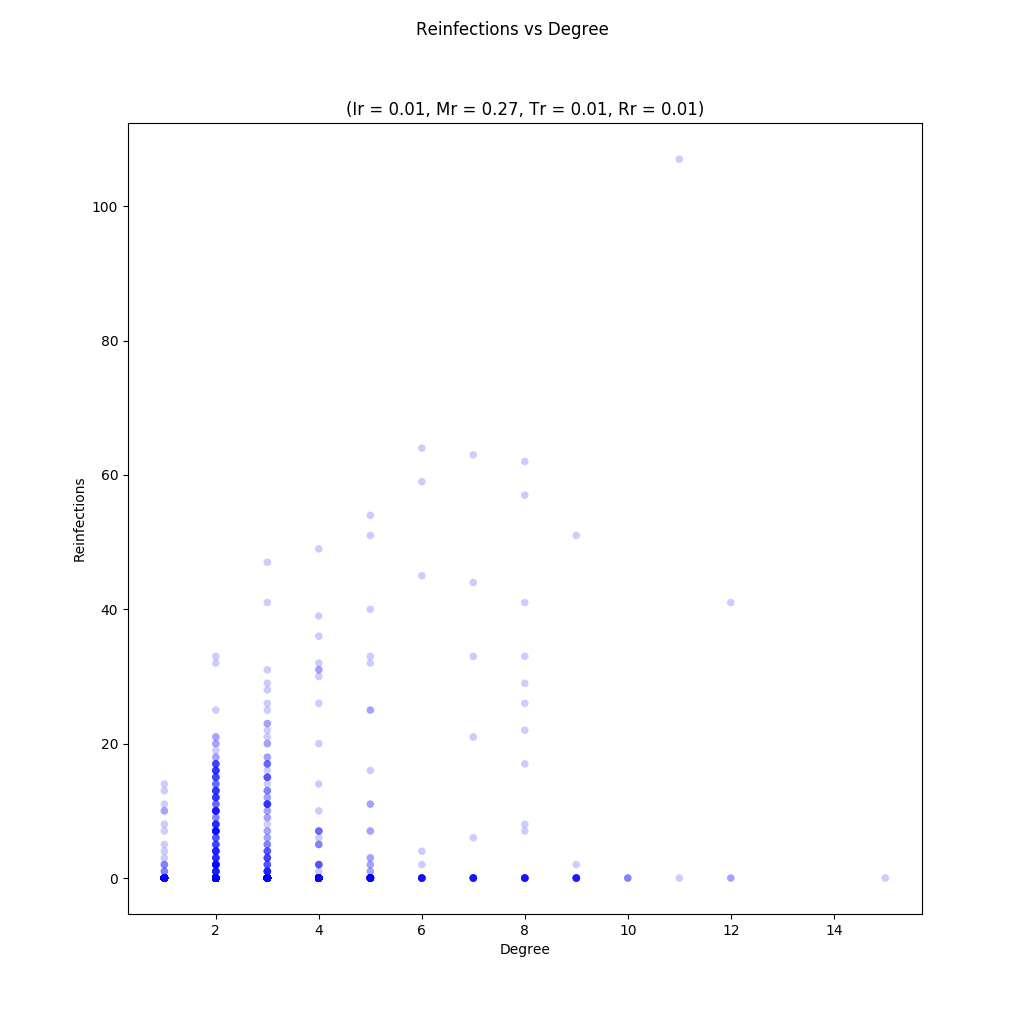 Reinfections vs Degree
(Ir = 0.01, Mr = 0.27, Tr = 0.01, Rr = 0.01)
100
80
60
40
20
0
Reinfections
2 4 6 8 10 12 14
Degree